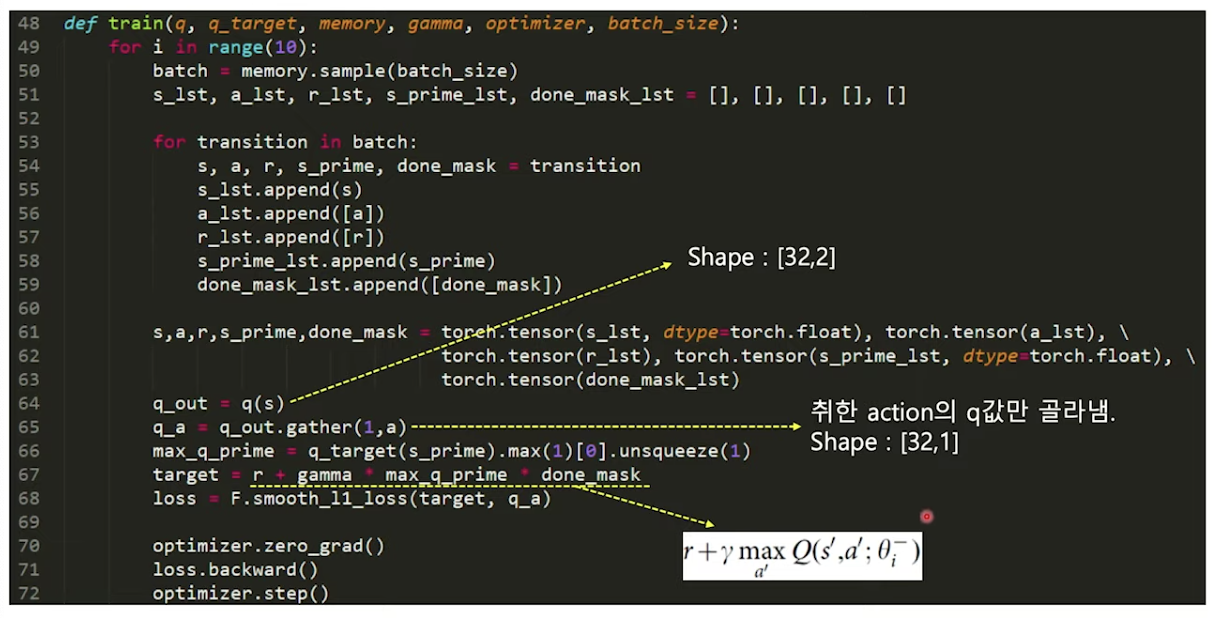 48 def train(q, q_target, memory, gamma, optimizer, batch_size):
49     for i in range(10):
50         batch = memory.sample(batch_size)
51         s_lst, a_lst, r_lst, s_prime_lst, done_mask_lst = [], [], [], [], []
52
53         for transition in batch:
54             s, a, r, s_prime, done_mask = transition
55             s_lst.append(s)
56             a_lst.append([a])
57             r_lst.append([r])
58             s_prime_lst.append(s_prime)
59             done_mask_lst.append([done_mask])
60
61         s,a,r,s_prime,done_mask = torch.tensor(s_lst, dtype=torch.float), torch.tensor(a_lst), \
62                                   torch.tensor(r_lst), torch.tensor(s_prime_lst, dtype=torch.float), \
63                                   torch.tensor(done_mask_lst)
64         q_out = q(s)
65         q_a = q_out.gather(1,a)
66         max_q_prime = q_target(s_prime).max(1)[0].unsqueeze(1)
67         target = r + gamma * max_q_prime * done_mask
68         loss = F.smooth_l1_loss(target, q_a)
69
70         optimizer.zero_grad()
71         loss.backward()
72         optimizer.step()
Shape : [32,2]
취한 action의 q값만 골라냄.
Shape : [32,1]
r+γ max Q(s′,a′;θᵢ⁻)
a′